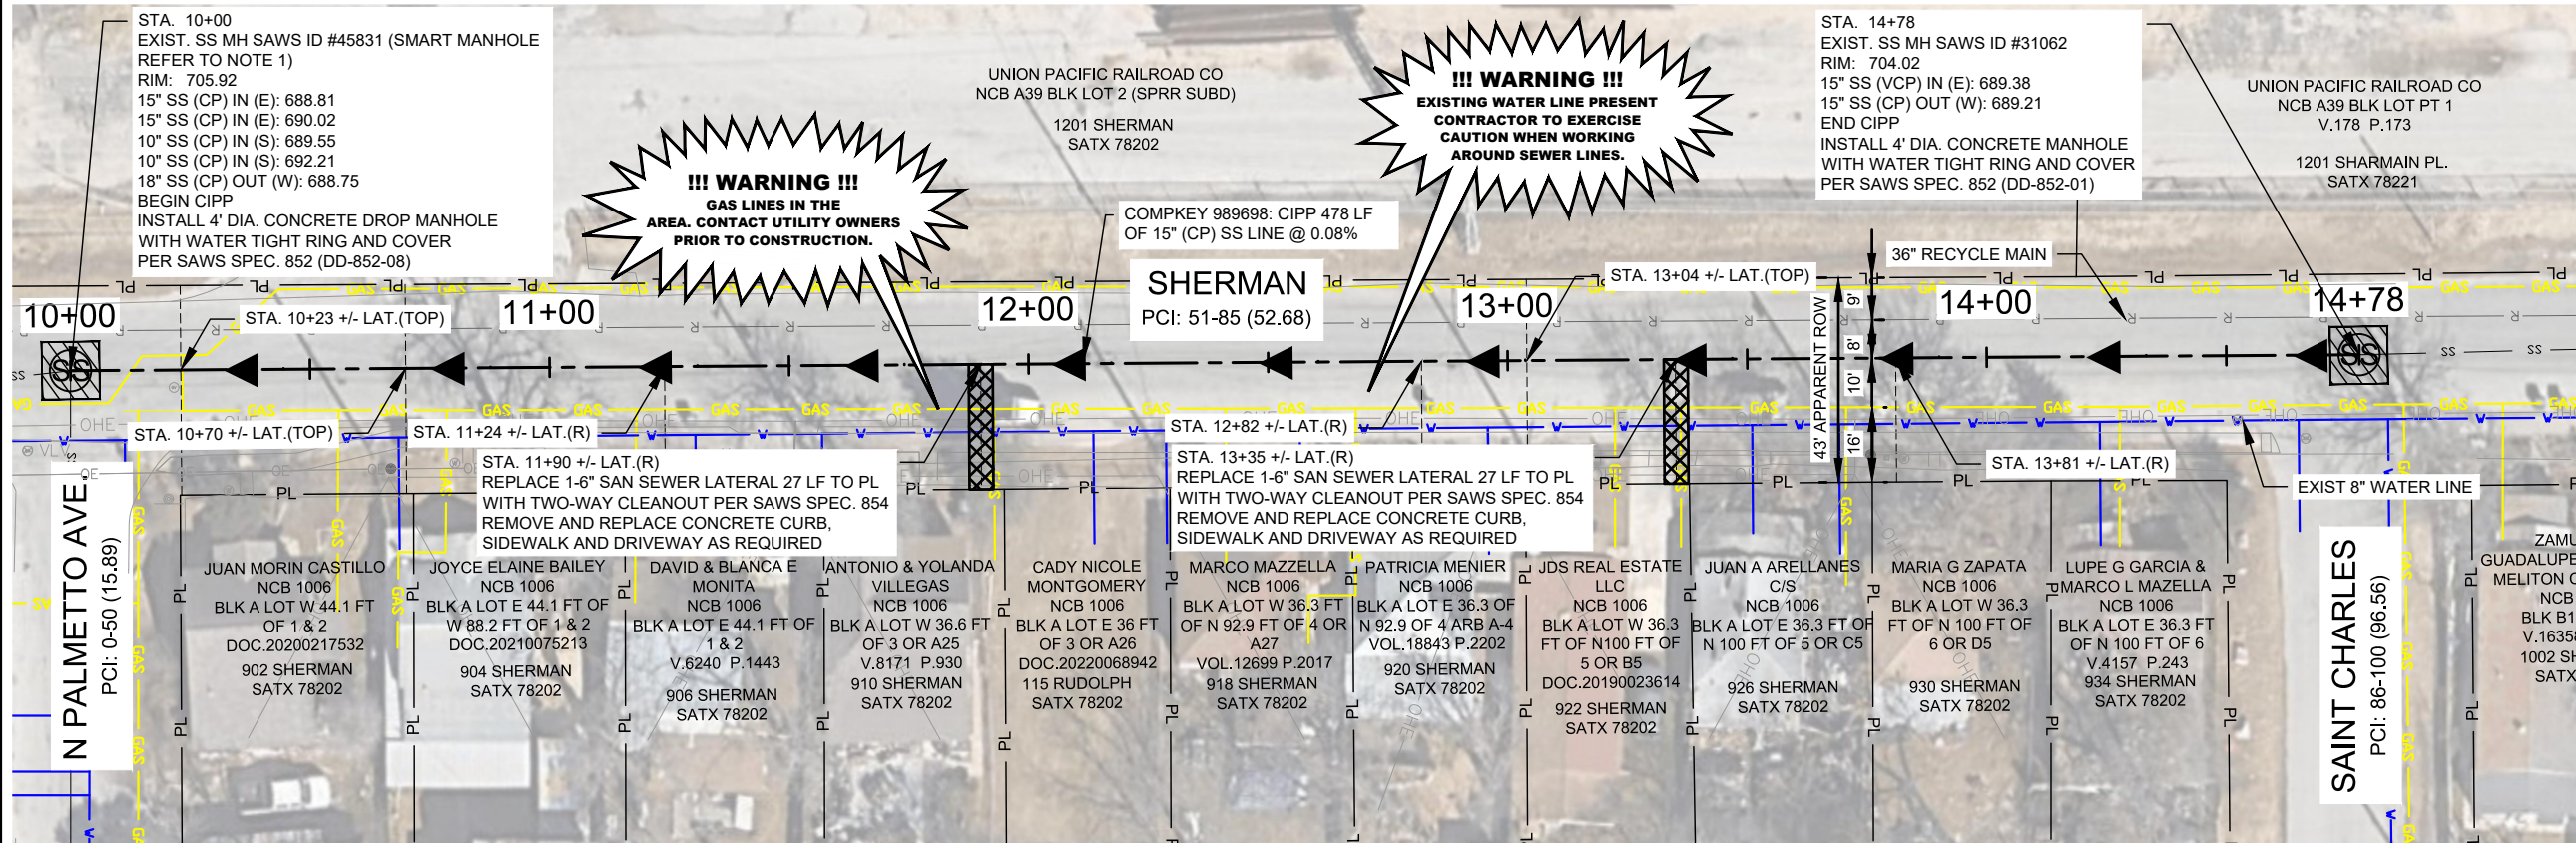 STA. 10+00
EXIST. SS MH SAWS ID #45831 (SMART MANHOLE
REFER TO NOTE 1)
RIM: 705.92
15" SS (CP) IN (E): 688.81
15" SS (CP) IN (E): 690.02
10" SS (CP) IN (S): 689.55
10" SS (CP) IN (S): 692.21
18" SS (CP) OUT (W): 688.75
BEGIN CIPP
INSTALL 4' DIA. CONCRETE DROP MANHOLE
WITH WATER TIGHT RING AND COVER
PER SAWS SPEC. 852 (DD-852-08)
!!! WARNING !!!
GAS LINES IN THE
AREA. CONTACT UTILITY OWNERS
PRIOR TO CONSTRUCTION.
UNION PACIFIC RAILROAD CO
NCB A39 BLK LOT 2 (SPRR SUBD)
1201 SHERMAN
SATX 78202
!!! WARNING !!!
EXISTING WATER LINE PRESENT
CONTRACTOR TO EXERCISE
CAUTION WHEN WORKING
AROUND SEWER LINES.
STA. 14+78
EXIST. SS MH SAWS ID #31062
RIM: 704.02
15" SS (VCP) IN (E): 689.38
15" SS (CP) OUT (W): 689.21
END CIPP
INSTALL 4' DIA. CONCRETE MANHOLE
WITH WATER TIGHT RING AND COVER
PER SAWS SPEC. 852 (DD-852-01)
UNION PACIFIC RAILROAD CO
NCB A39 BLK LOT PT 1
V.178 P.173
1201 SHARMAIN PL.
SATX 78221
COMPKEY 989698: CIPP 478 LF
OF 15" (CP) SS LINE @ 0.08%
SHERMAN
PCI: 51-85 (52.68)
36" RECYCLE MAIN
10+00
11+00
12+00
13+00
14+00
14+78
STA. 10+23 +/- LAT.(TOP)
STA. 13+04 +/- LAT.(TOP)
43' APPARENT ROW
9'
8'
10'
16'
SS
SS
STA. 10+70 +/- LAT.(TOP)
STA. 11+24 +/- LAT.(R)
STA. 11+90 +/- LAT.(R)
REPLACE 1-6" SAN SEWER LATERAL 27 LF TO PL
WITH TWO-WAY CLEANOUT PER SAWS SPEC. 854
REMOVE AND REPLACE CONCRETE CURB,
SIDEWALK AND DRIVEWAY AS REQUIRED
STA. 12+82 +/- LAT.(R)
STA. 13+35 +/- LAT.(R)
REPLACE 1-6" SAN SEWER LATERAL 27 LF TO PL
WITH TWO-WAY CLEANOUT PER SAWS SPEC. 854
REMOVE AND REPLACE CONCRETE CURB,
SIDEWALK AND DRIVEWAY AS REQUIRED
STA. 13+81 +/- LAT.(R)
EXIST 8" WATER LINE
N PALMETTO AVE.
PCI: 0-50 (15.89)
JUAN MORIN CASTILLO
NCB 1006
BLK A LOT W 44.1 FT
OF 1 & 2
DOC.20200217532
902 SHERMAN
SATX 78202
JOYCE ELAINE BAILEY
NCB 1006
BLK A LOT E 44.1 FT OF
W 88.2 FT OF 1 & 2
DOC.20210075213
904 SHERMAN
SATX 78202
DAVID & BLANCA E
MONITA
NCB 1006
BLK A LOT E 44.1 FT OF
1 & 2
V.6240 P.1443
906 SHERMAN
SATX 78202
ANTONIO & YOLANDA
VILLEGAS
NCB 1006
BLK A LOT W 36.6 FT
OF 3 OR A25
V.8171 P.930
910 SHERMAN
SATX 78202
CADY NICOLE
MONTGOMERY
NCB 1006
BLK A LOT E 36 FT
OF 3 OR A26
DOC.20220068942
115 RUDOLPH
SATX 78202
MARCO MAZZELLA
NCB 1006
BLK A LOT W 36.3 FT
OF N 92.9 FT OF 4 OR
A27
VOL.12699 P.2017
918 SHERMAN
SATX 78202
PATRICIA MENIER
NCB 1006
BLK A LOT E 36.3 OF
N 92.9 OF 4 ARB A-4
VOL.18843 P.2202
920 SHERMAN
SATX 78202
JDS REAL ESTATE
LLC
NCB 1006
BLK A LOT W 36.3
FT OF N100 FT OF
5 OR B5
DOC.20190023614
922 SHERMAN
SATX 78202
JUAN A ARELLANES
C/S
NCB 1006
BLK A LOT E 36.3 FT OF
N 100 FT OF 5 OR C5
926 SHERMAN
SATX 78202
MARIA G ZAPATA
NCB 1006
BLK A LOT W 36.3
FT OF N 100 FT OF
6 OR D5
930 SHERMAN
SATX 78202
LUPE G GARCIA &
MARCO L MAZELLA
NCB 1006
BLK A LOT E 36.3 FT
OF N 100 FT OF 6
V.4157 P.243
934 SHERMAN
SATX 78202
SAINT CHARLES
PCI: 86-100 (96.56)
ZAMU
GUADALUPE
MELITON C
NCB
BLK B1
V.16358
1002 SH
SATX